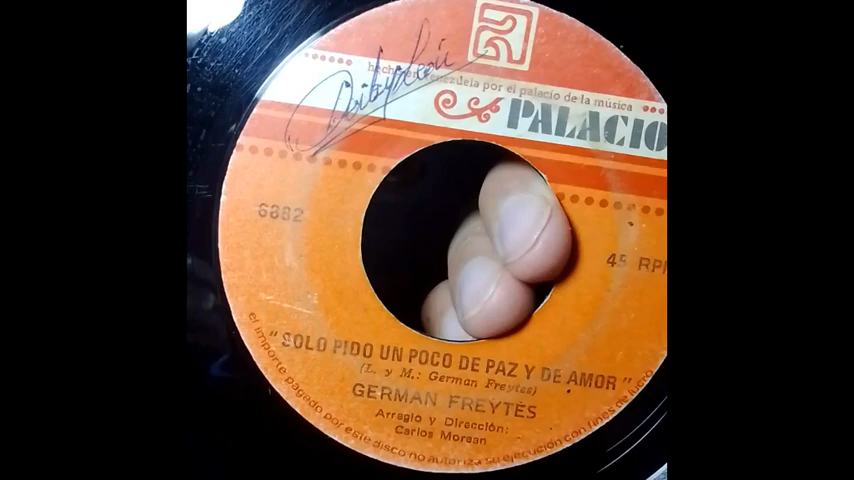 hecho en venezuela por el palacio de la música
PALACIO
6882
45 RPM
"SOLO PIDO UN POCO DE PAZ Y DE AMOR"
(L. y M.: German Freytes)
GERMAN FREYTES
Arreglo y Dirección:
Carlos Morean
el importe pagado por este disco no autoriza su ejecución con fines de lucro